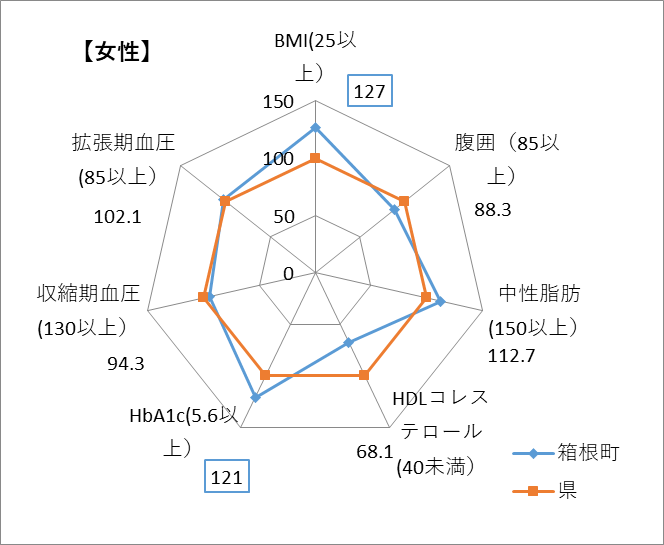 【女性】
BMI(25以
上）
127
150
100
50
0
腹囲（85以
上）
88.3
中性脂肪
(150以上）
112.7
HDLコレス
テロール
(40未満）
68.1
HbA1c(5.6以
上）
121
収縮期血圧
(130以上）
94.3
拡張期血圧
(85以上）
102.1
箱根町
県